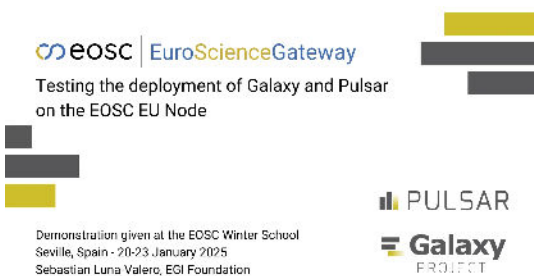 eosc | EuroScienceGateway
Testing the deployment of Galaxy and Pulsar
on the EOSC EU Node
PULSAR
Demonstration given at the EOSC Winter School
Seville, Spain - 20-23 January 2025
Sebastian Luna Valero, EGI Foundation
Galaxy
PROJECT